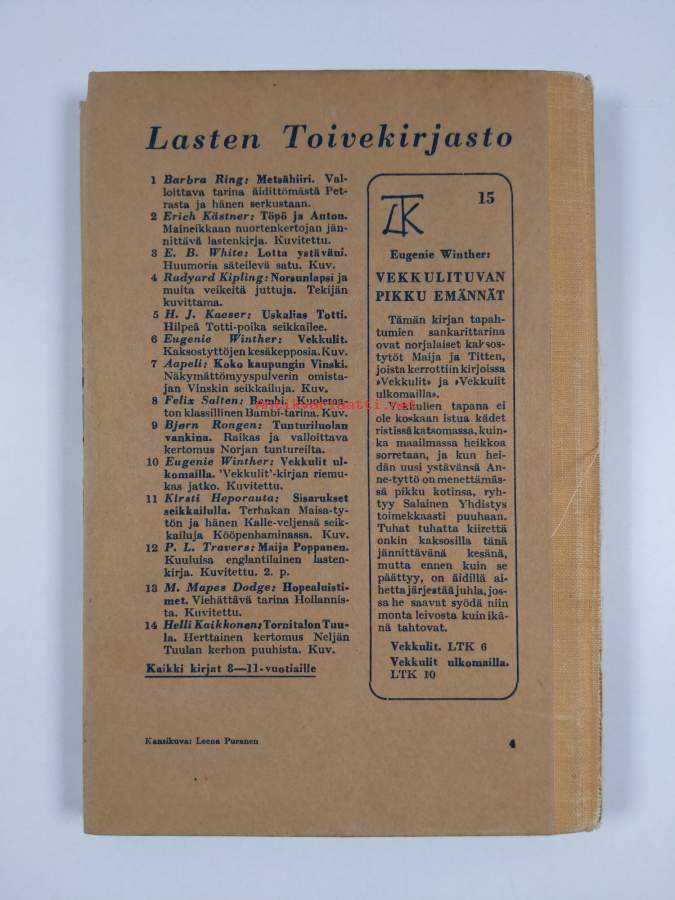 Lasten Toivekirjasto
1 Barbra Ring: Metsähiiri. Val-
loittava tarina äidittömästä Pet-
rasta ja hänen serkustaan.
2 Erich Kästner: Töpö ja Anton.
Maineikkaan nuortenkertojan jän-
nittävä lastenkirja. Kuvitettu.
3 E. B. White: Lotta ystäväni.
Huumoria säteilevä satu. Kuv.
4 Rudyard Kipling: Norsunlapsi ja
muita veikeitä juttuja. Tekijän
kuvittama.
5 H. J. Kaeser: Uskalias Totti.
Hilpeä Totti-poika seikkailee.
6 Eugenie Winther: Vekkulit.
Kaksostyttöjen kesäkepposia. Kuv.
7 Aapeli: Koko kaupungin Vinski.
Näkymättömyyspulverin omista-
jan Vinskin seikkailuja. Kuv.
8 Felix Salten: Bambi. Kuolema-
ton klassillinen Bambi-tarina. Kuv.
9 Bjørn Rongen: Tunturiluolan
vankina. Raikas ja valloittava
kertomus Norjan tuntureilta.
10 Eugenie Winther: Vekkulit ul-
komailla. 'Vekkulit'-kirjan riemu-
kas jatko. Kuvitettu.
11 Kirsti Heporauta: Sisarukset
seikkailulla. Terhakan Maisa-ty-
tön ja hänen Kalle-veljensä seik-
kailuja Kööpenhaminassa. Kuv.
12 P. L. Travers: Maija Poppanen.
Kuuluisa englantilainen lasten-
kirja. Kuvitettu. 2. p.
13 M. Mapes Dodge: Hopealuisti-
met. Viehättävä tarina Hollannis-
ta. Kuvitettu.
14 Helli Kaikkonen: Tornitalon Tuu-
la. Herttainen kertomus Neljän
Tuulan kerhon puuhista. Kuv.
Kaikki kirjat 8—11-vuotiaille
LTK
15
Eugenie Winther:
VEKKULITUVAN
PIKKU EMÄNNÄT
Tämän kirjan tapah-
tumien sankarittarina
ovat norjalaiset kaksos-
tytöt Maija ja Titten,
joista kerrottiin kirjoissa
»Vekkulit» ja »Vekkulit
ulkomailla».
Vekkulien tapana ei
ole koskaan istua kädet
ristissä katsomassa, kuin-
ka maailmassa heikkoa
sorretaan, ja kun hei-
dän uusi ystävänsä An-
ne-tyttö on menettämäs-
sä pikku kotinsa, ryh-
tyy Salainen Yhdistys
toimekkaasti puuhaan.
Tuhat tuhatta kiirettä
onkin kaksosilla tänä
jännittävänä kesänä,
mutta ennen kuin se
päättyy, on äidillä ai-
hetta järjestää juhla, jos-
sa he saavat syödä niin
monta leivosta kuin ikä-
nä tahtovat.
Vekkulit. LTK 6
Vekkulit ulkomailla.
LTK 10
Kansikuva: Leena Puranen
4
Antikvariaatti.net